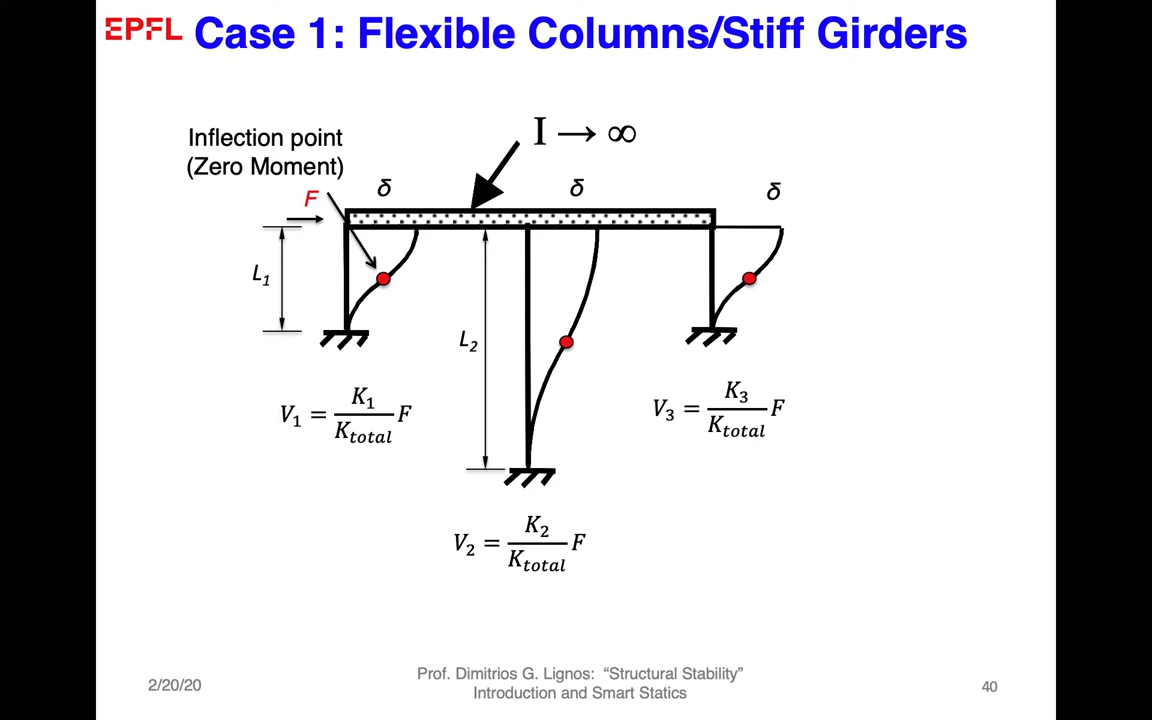 EPFL Case 1: Flexible Columns/Stiff Girders
Inflection point
(Zero Moment)
I → ∞
F
δ
δ
δ
L₁
L₂
V₁ = K₁/Kₜₒₜₐₗ F
V₃ = K₃/Kₜₒₜₐₗ F
V₂ = K₂/Kₜₒₜₐₗ F
2/20/20
Prof. Dimitrios G. Lignos: “Structural Stability”
Introduction and Smart Statics
40